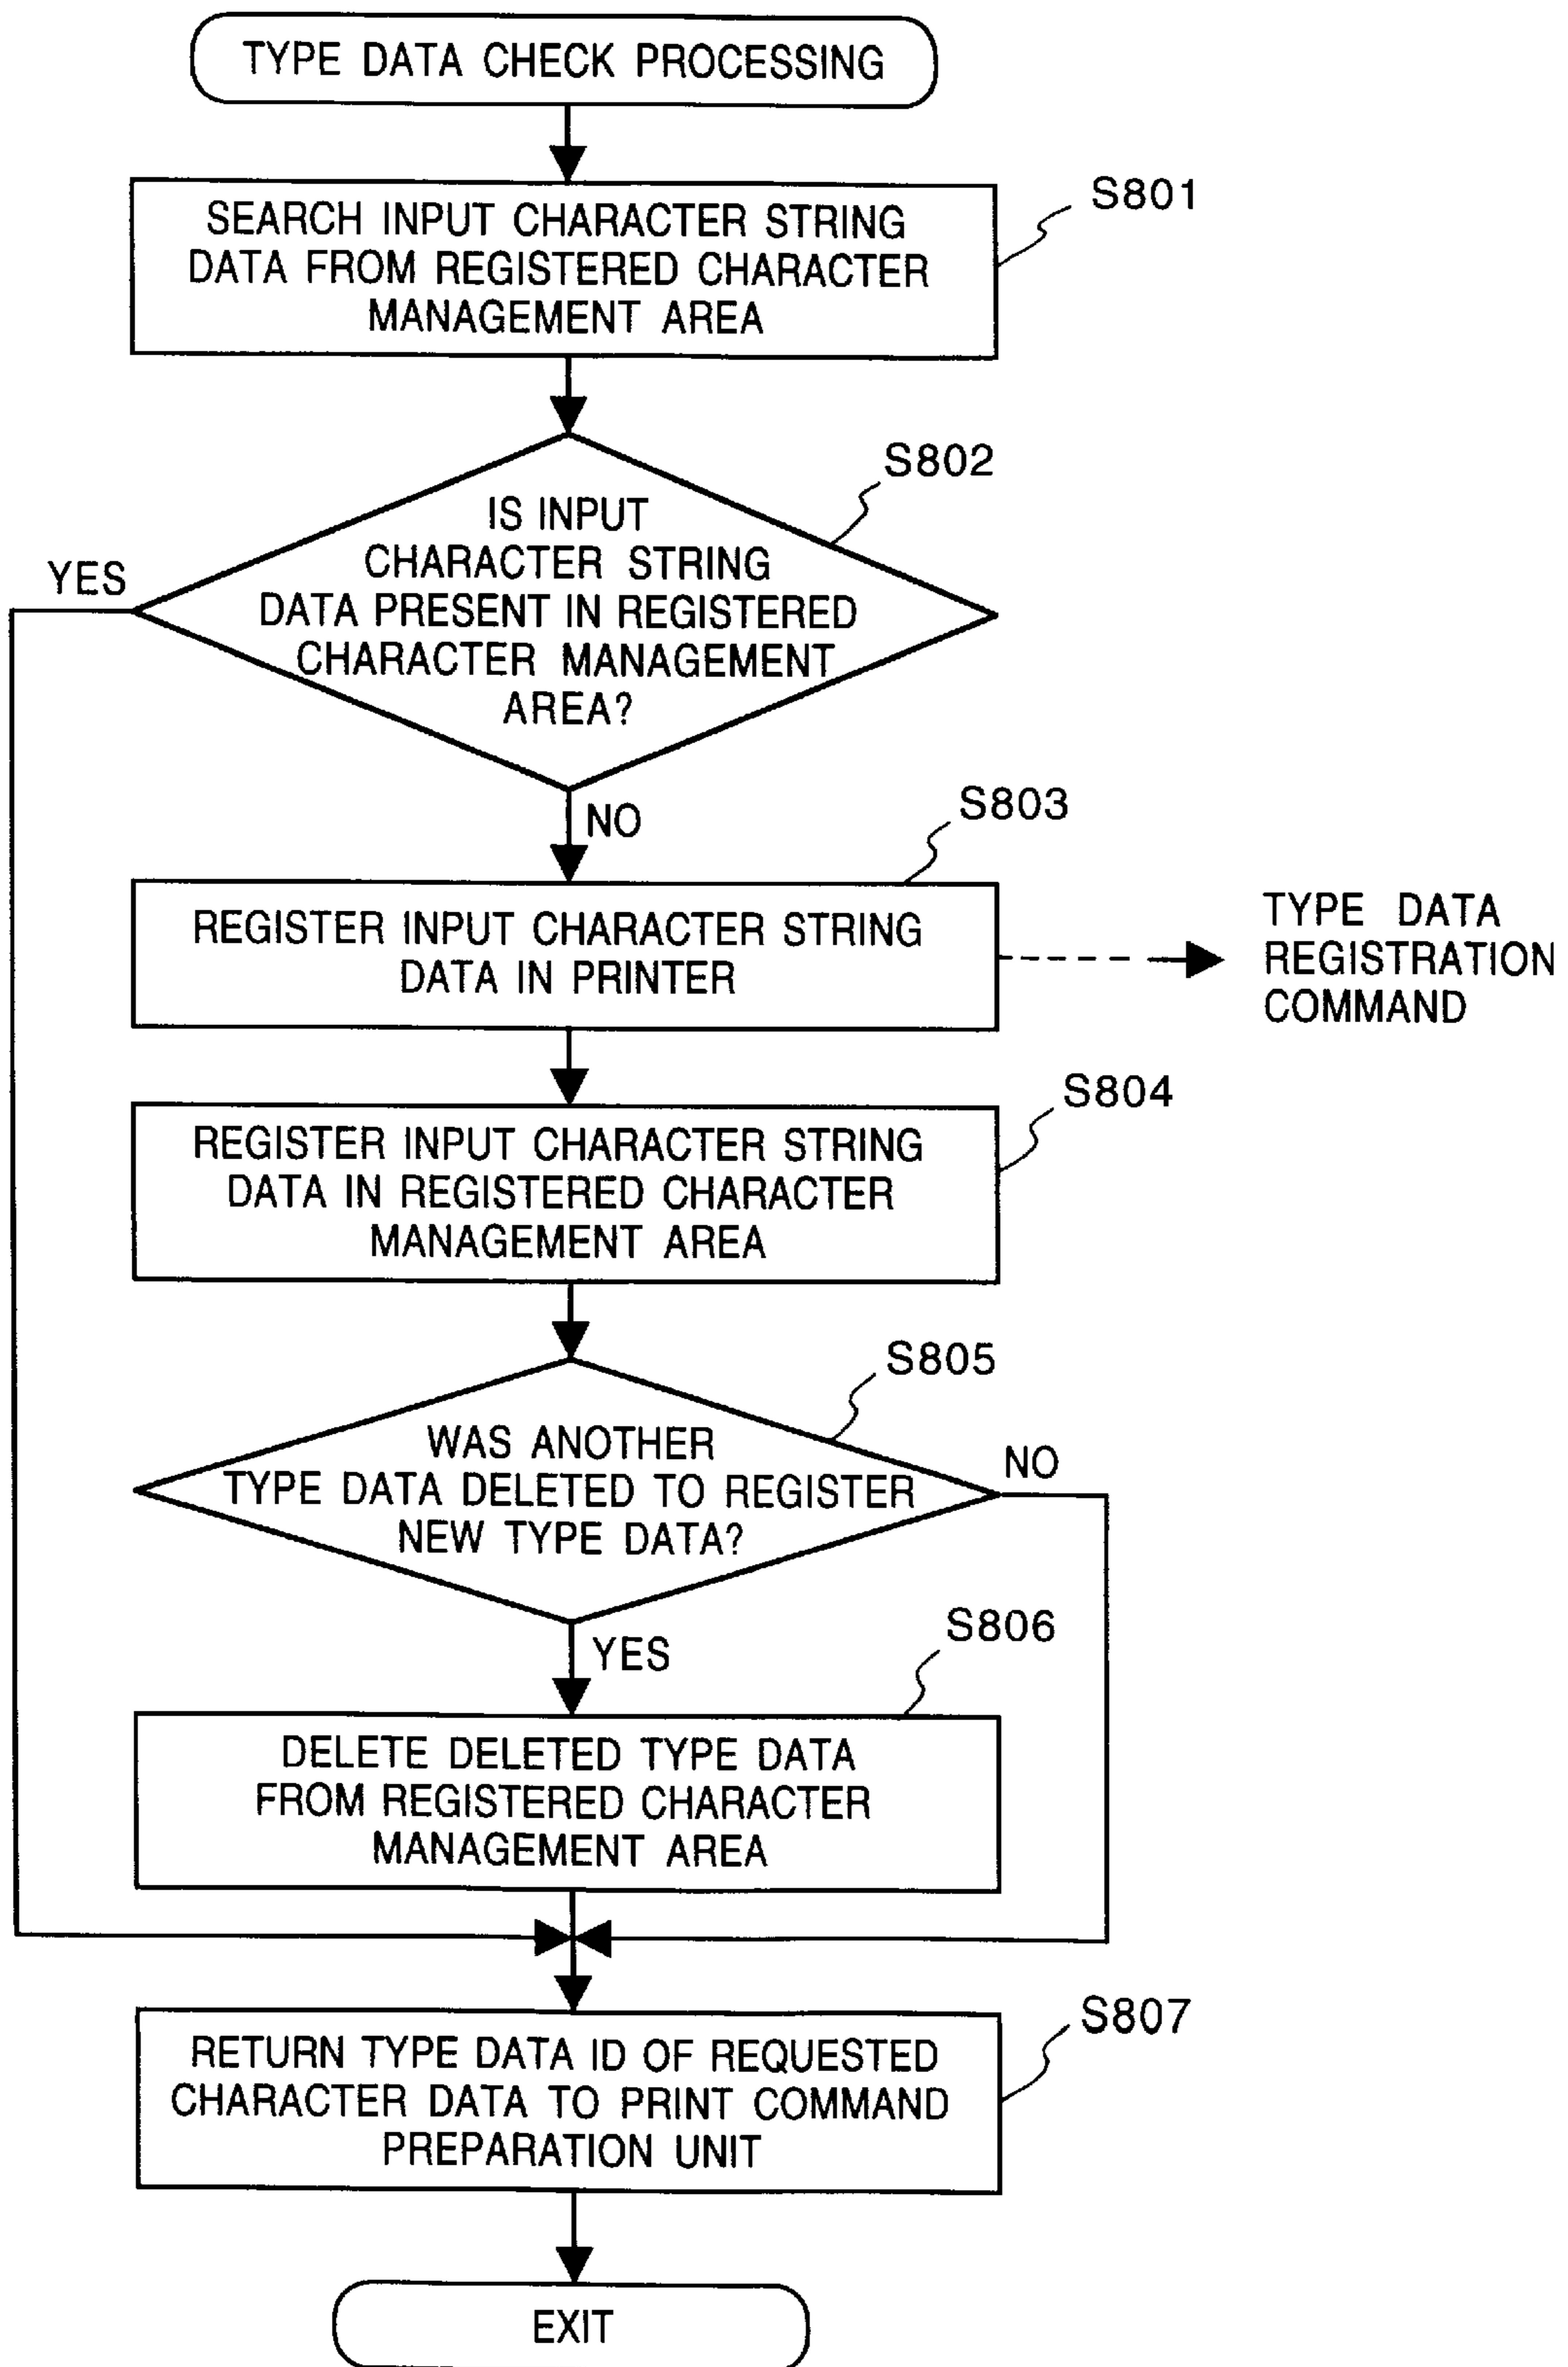 TYPE DATA CHECK PROCESSING
S801
SEARCH INPUT CHARACTER STRING
DATA FROM REGISTERED CHARACTER
MANAGEMENT AREA
S802
IS INPUT
CHARACTER STRING
DATA PRESENT IN REGISTERED
CHARACTER MANAGEMENT
AREA?
YES
NO
S803
REGISTER INPUT CHARACTER STRING
DATA IN PRINTER
TYPE DATA
REGISTRATION
COMMAND
S804
REGISTER INPUT CHARACTER STRING
DATA IN REGISTERED CHARACTER
MANAGEMENT AREA
S805
WAS ANOTHER
TYPE DATA DELETED TO REGISTER
NEW TYPE DATA?
NO
YES
S806
DELETE DELETED TYPE DATA
FROM REGISTERED CHARACTER
MANAGEMENT AREA
S807
RETURN TYPE DATA ID OF REQUESTED
CHARACTER DATA TO PRINT COMMAND
PREPARATION UNIT
EXIT